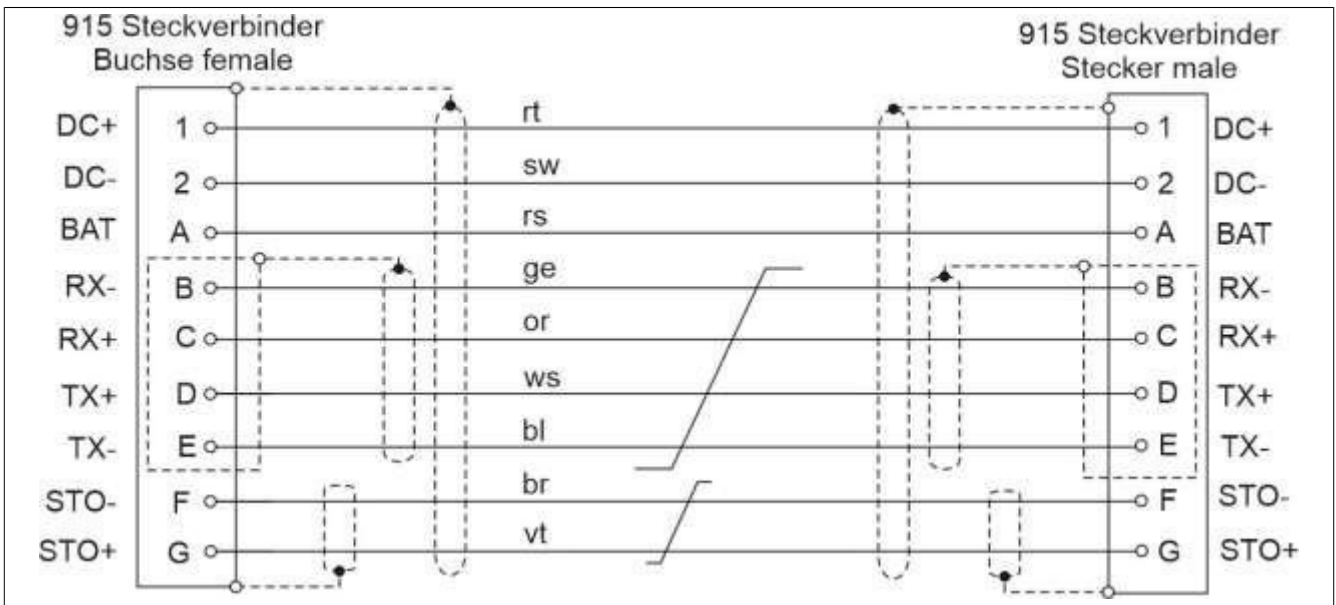 915 Steckverbinder
Buchse female
915 Steckverbinder
Stecker male
DC+ 1 rt 1 DC+
DC- 2 sw 2 DC-
BAT A rs A BAT
RX- B ge B RX-
RX+ C or C RX+
TX+ D ws D TX+
TX- E bl E TX-
STO- F br F STO-
STO+ G vt G STO+